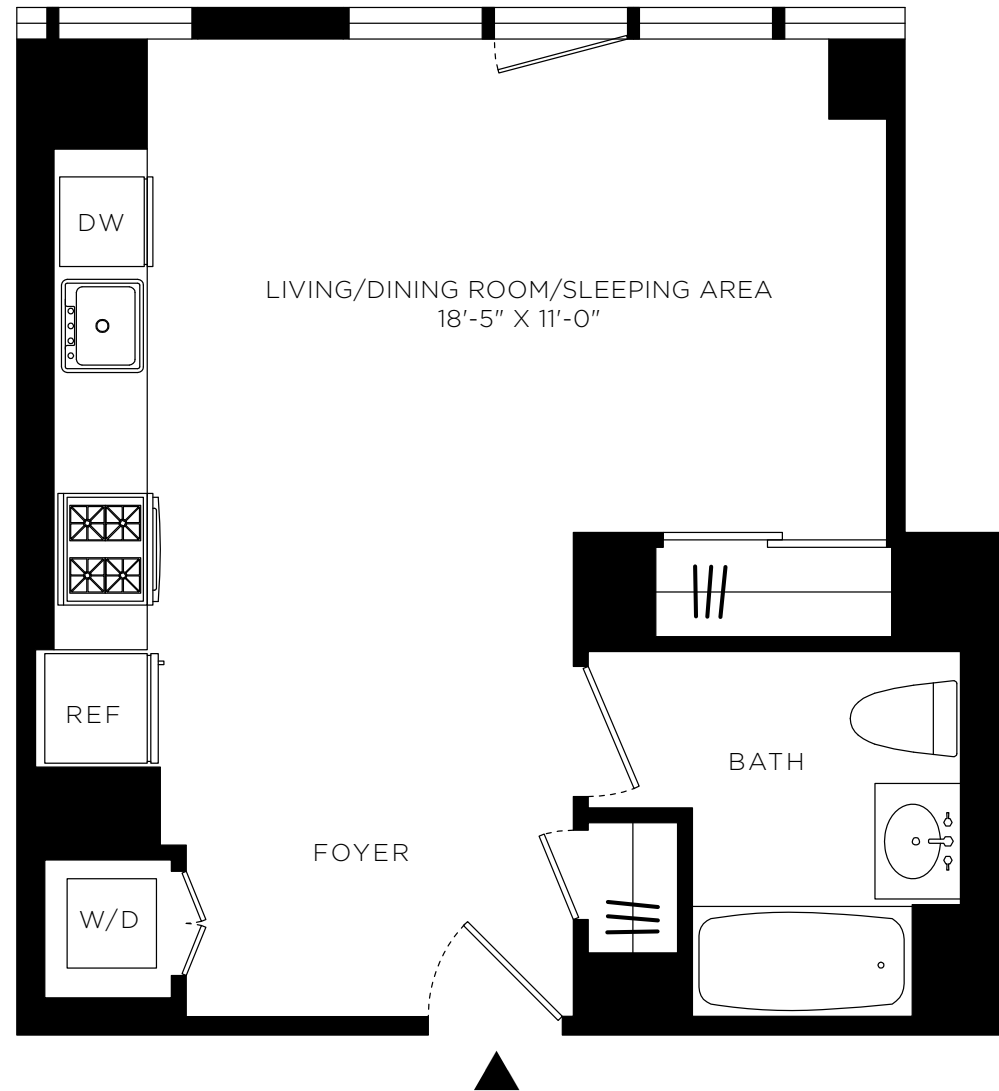 DW
LIVING/DINING ROOM/SLEEPING AREA
18'-5" X 11'-0"
REF
BATH
FOYER
W/D